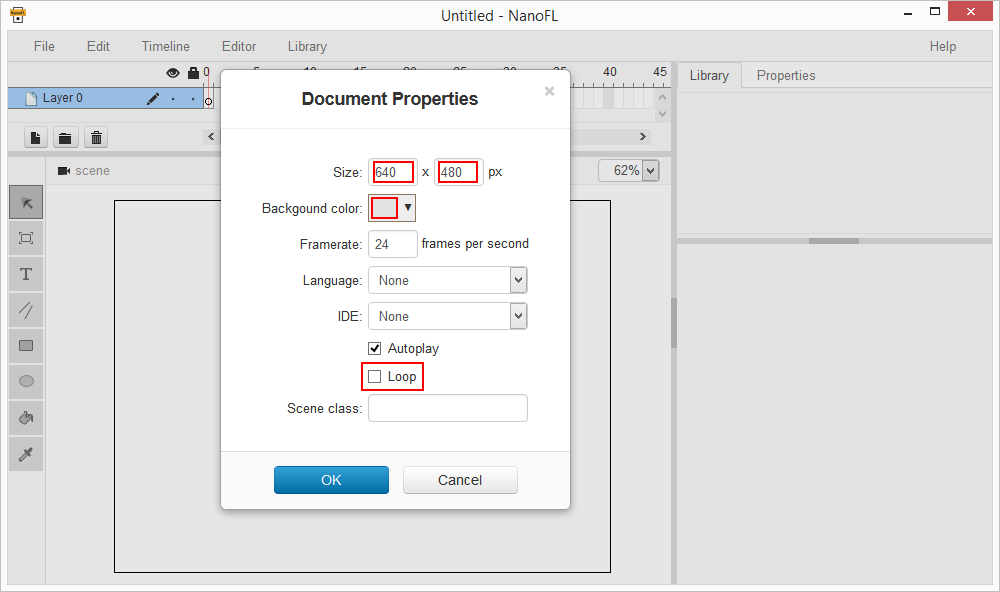 Untitled - NanoFL
File Edit Timeline Editor Library Help
0 5 10 15 20 25 30 35 40 45
Library Properties
Layer 0
Document Properties
×
scene
62%
Size: 640 x 480 px
Backgound color:
Framerate: 24 frames per second
Language: None
IDE: None
Autoplay
Loop
Scene class:
OK Cancel
T